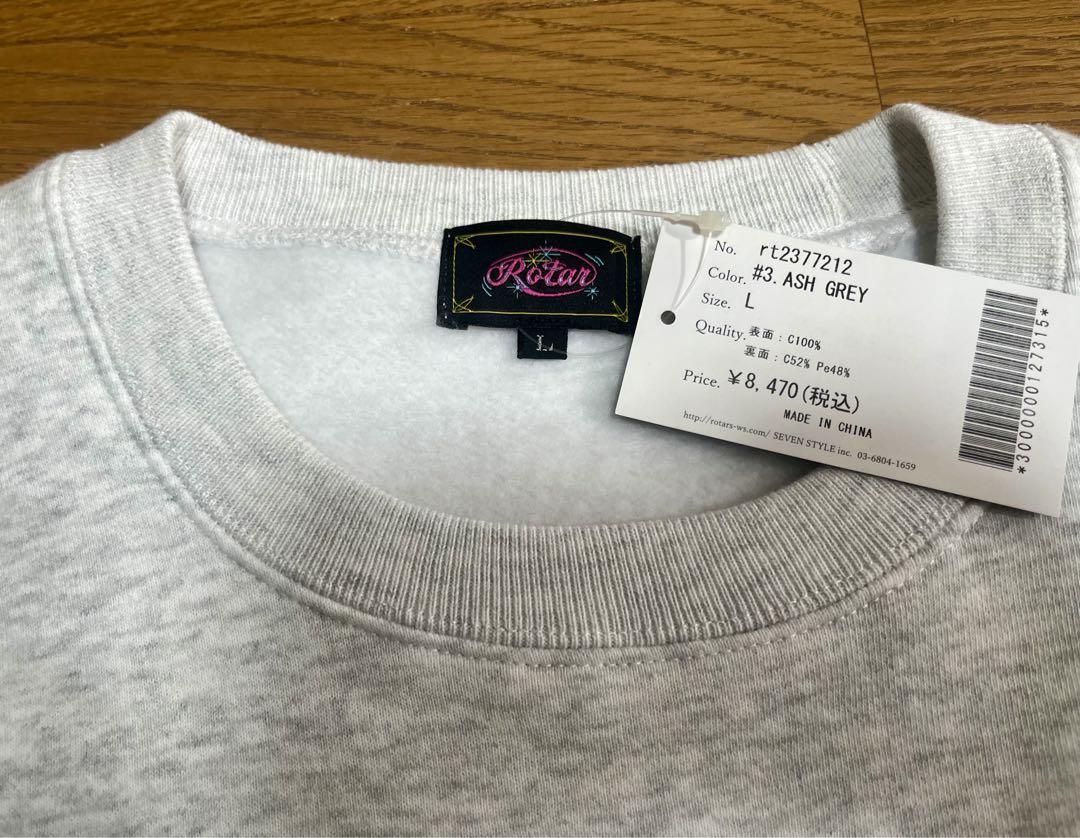 Rotar
L
No. rt2377212
Color. #3. ASH GREY
Size. L
Quality. 表面 : C100%
裏面 : C52% Pe48%
Price. ¥8,470(税込)
MADE IN CHINA
http://rotars-ws.com/ SEVEN STYLE inc. 03-6804-1659
*3000000127315*